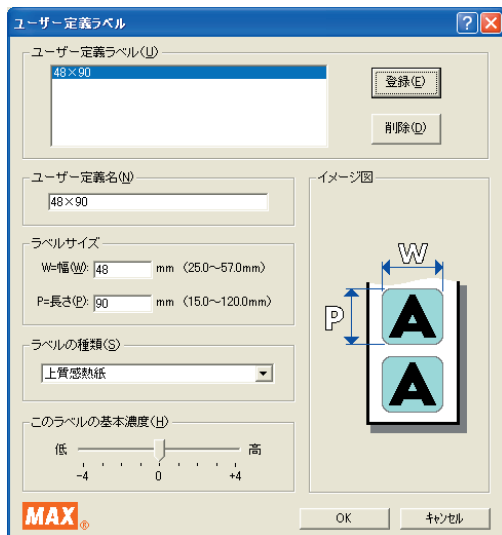 ユーザー定義ラベル
ユーザー定義ラベル(U)
48×90
登録(E)
削除(D)
ユーザー定義名(N)
48×90
イメージ図
ラベルサイズ
W=幅(W): 48 mm (25.0～57.0mm)
P=長さ(P): 90 mm (15.0～120.0mm)
W
P
A
A
ラベルの種類(S)
上質感熱紙
このラベルの基本濃度(H)
低 高
-4 0 +4
MAX®
OK キャンセル